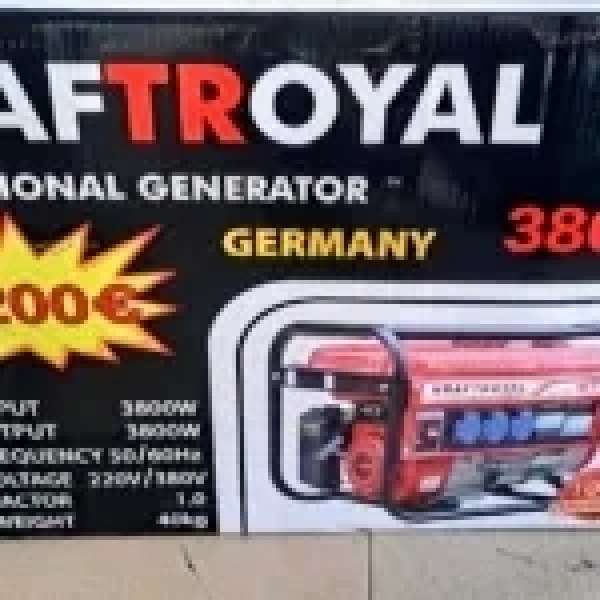 AFTROYAL
IONAL GENERATOR
GERMANY
380
200€
PUT 3800W
TPUT 3800W
EQUENCY 50/60Hz
OLTAGE 220V/380V
ACTOR 1.0
WEIGHT 40kg